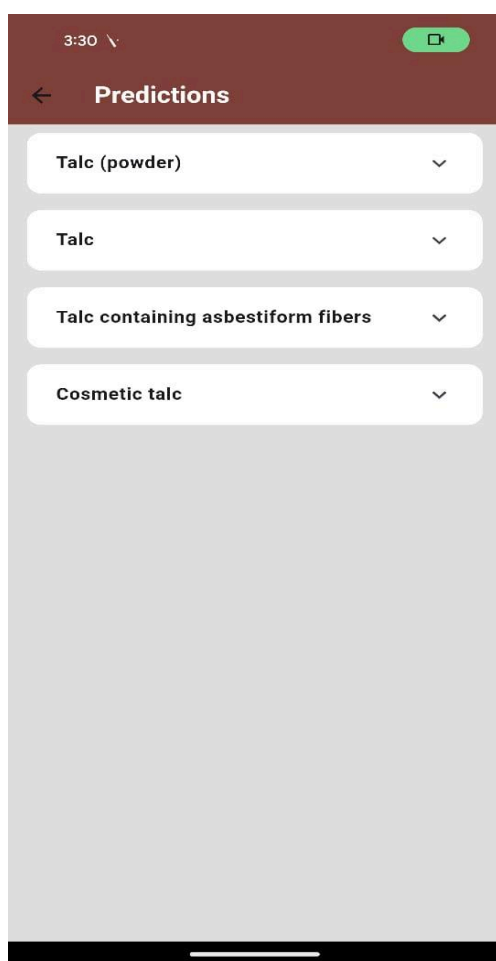 3:30
Predictions
Talc (powder)
Talc
Talc containing asbestiform fibers
Cosmetic talc